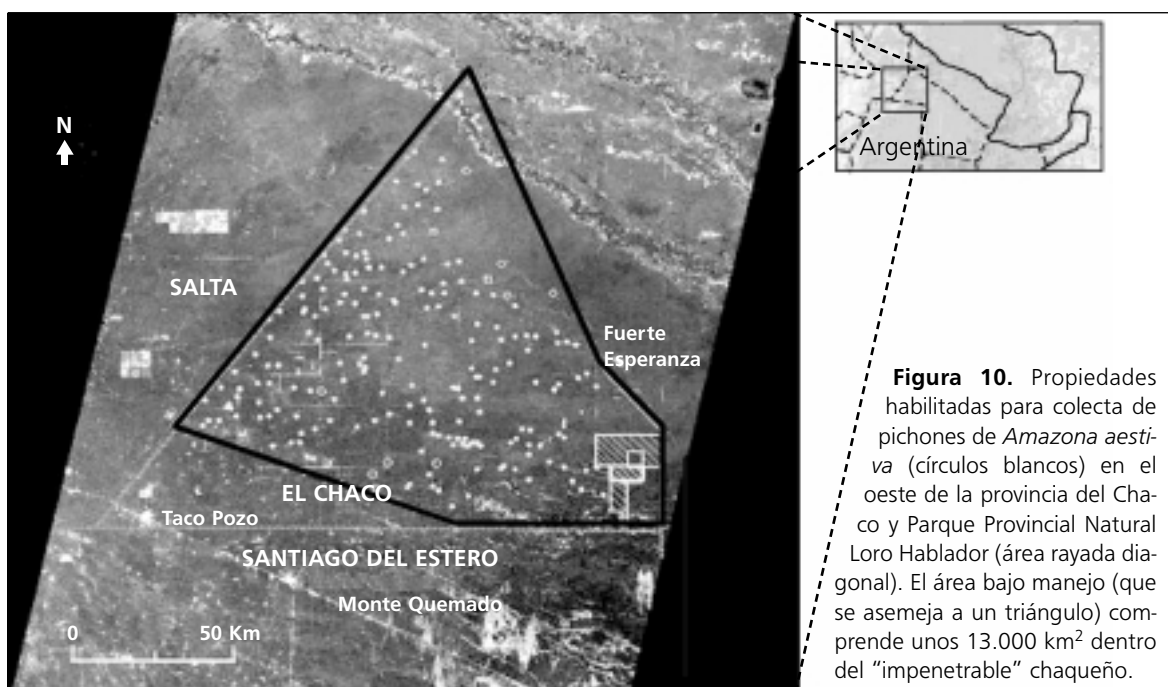 N
SALTA
Fuerte
Esperanza
EL CHACO
Taco Pozo
SANTIAGO DEL ESTERO
Monte Quemado
0 50 Km
Argentina
Figura 10. Propiedades
habilitadas para colecta de
pichones de Amazona aesti-
va (círculos blancos) en el
oeste de la provincia del Cha-
co y Parque Provincial Natural
Loro Hablador (área rayada dia-
gonal). El área bajo manejo (que
se asemeja a un triángulo) com-
prende unos 13.000 km² dentro
del “impenetrable” chaqueño.